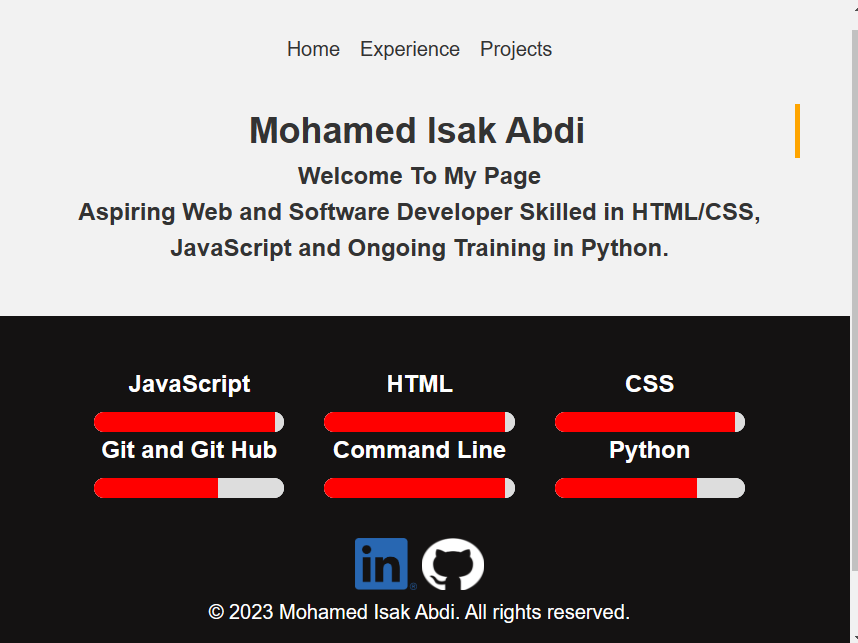 Home Experience Projects
Mohamed Isak Abdi
Welcome To My Page
Aspiring Web and Software Developer Skilled in HTML/CSS,
JavaScript and Ongoing Training in Python.
JavaScript HTML CSS
Git and Git Hub Command Line Python
in ®
© 2023 Mohamed Isak Abdi. All rights reserved.